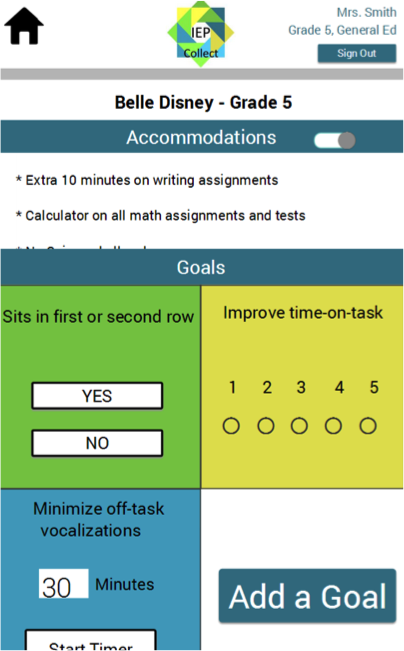 Mrs. Smith
IEP
Grade 5, General Ed
Collect
Sign Out
Belle Disney - Grade 5
Accommodations
* Extra 10 minutes on writing assignments
* Calculator on all math assignments and tests
Goals
Sits in first or second row
YES
NO
Improve time-on-task
1 2 3 4 5
Minimize off-task
vocalizations
30 Minutes
Start Timer
Add a Goal